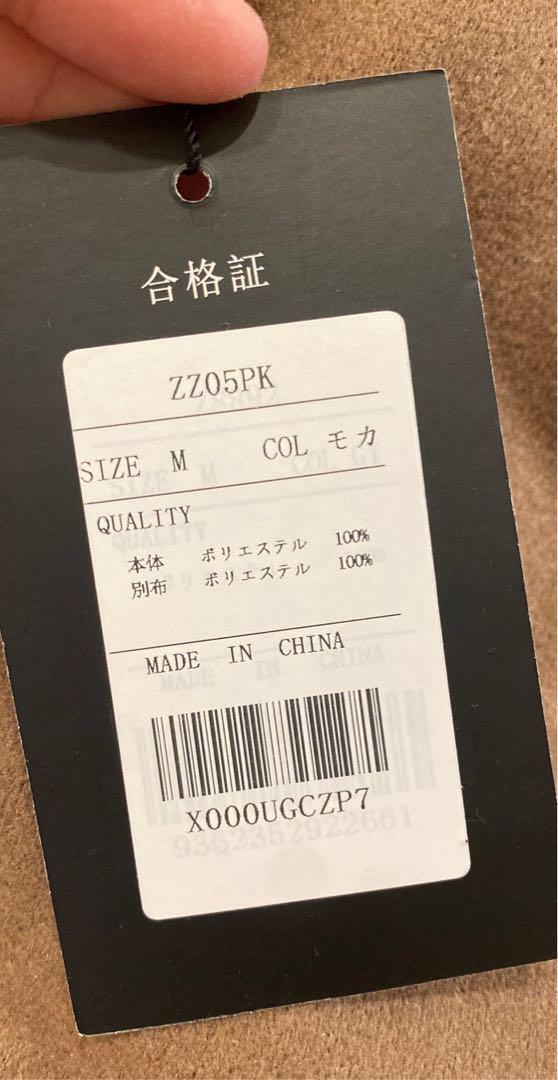 合格証
ZZ05PK
SIZE M COL モカ
QUALITY
本体 ポリエステル 100%
別布 ポリエステル 100%
MADE IN CHINA
X000UGCZP7